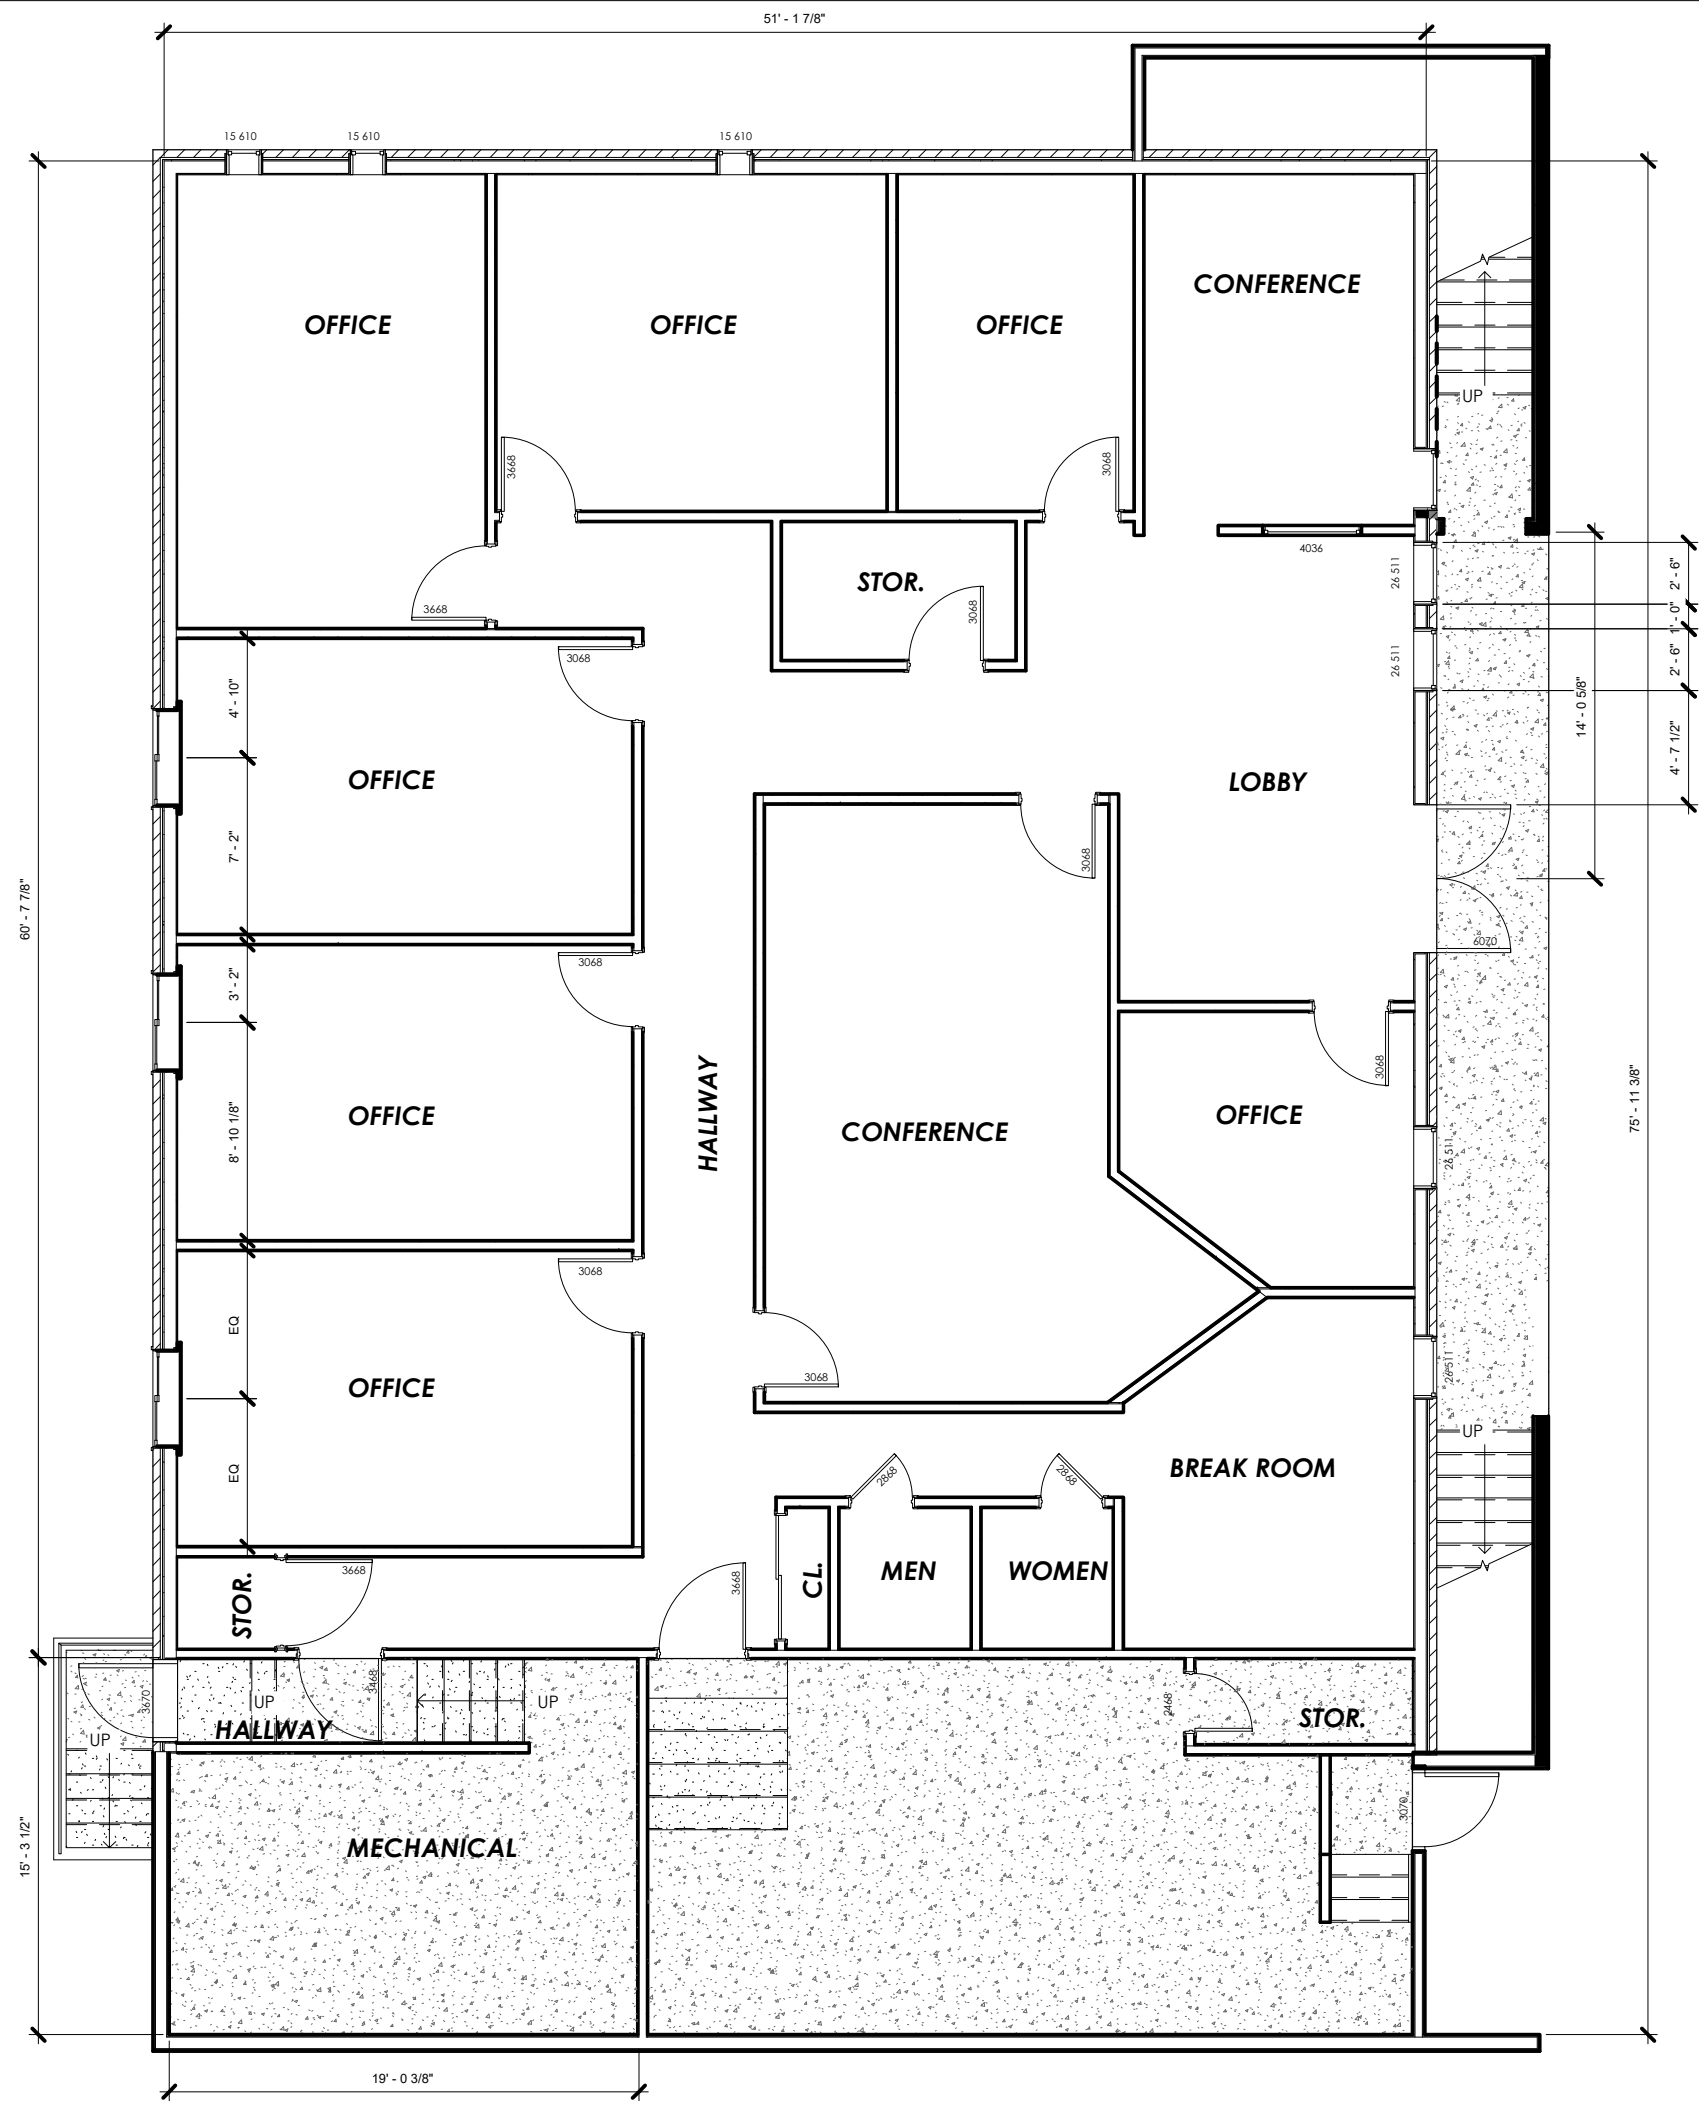 51' - 1 7/8"
15 610
15 610
15 610
CONFERENCE
OFFICE
OFFICE
OFFICE
UP
3668
3068
4036
26 511
2' - 6"
STOR.
3068
3668
1' - 0"
3068
26 511
2' - 6"
4' - 10"
14' - 0 5/8"
4' - 7 1/2"
OFFICE
LOBBY
7' - 2"
3068
60' - 7 7/8"
6070
3068
3' - 2"
3068
HALLWAY
75' - 11 3/8"
8' - 10 1/8"
OFFICE
CONFERENCE
OFFICE
26 511
3068
EQ
26 511
3068
OFFICE
UP
EQ
BREAK ROOM
2868
2868
3668
3668
STOR.
CL.
MEN
WOMEN
3670
UP
3468
UP
2468
HALLWAY
STOR.
UP
3070
15' - 3 1/2"
MECHANICAL
19' - 0 3/8"